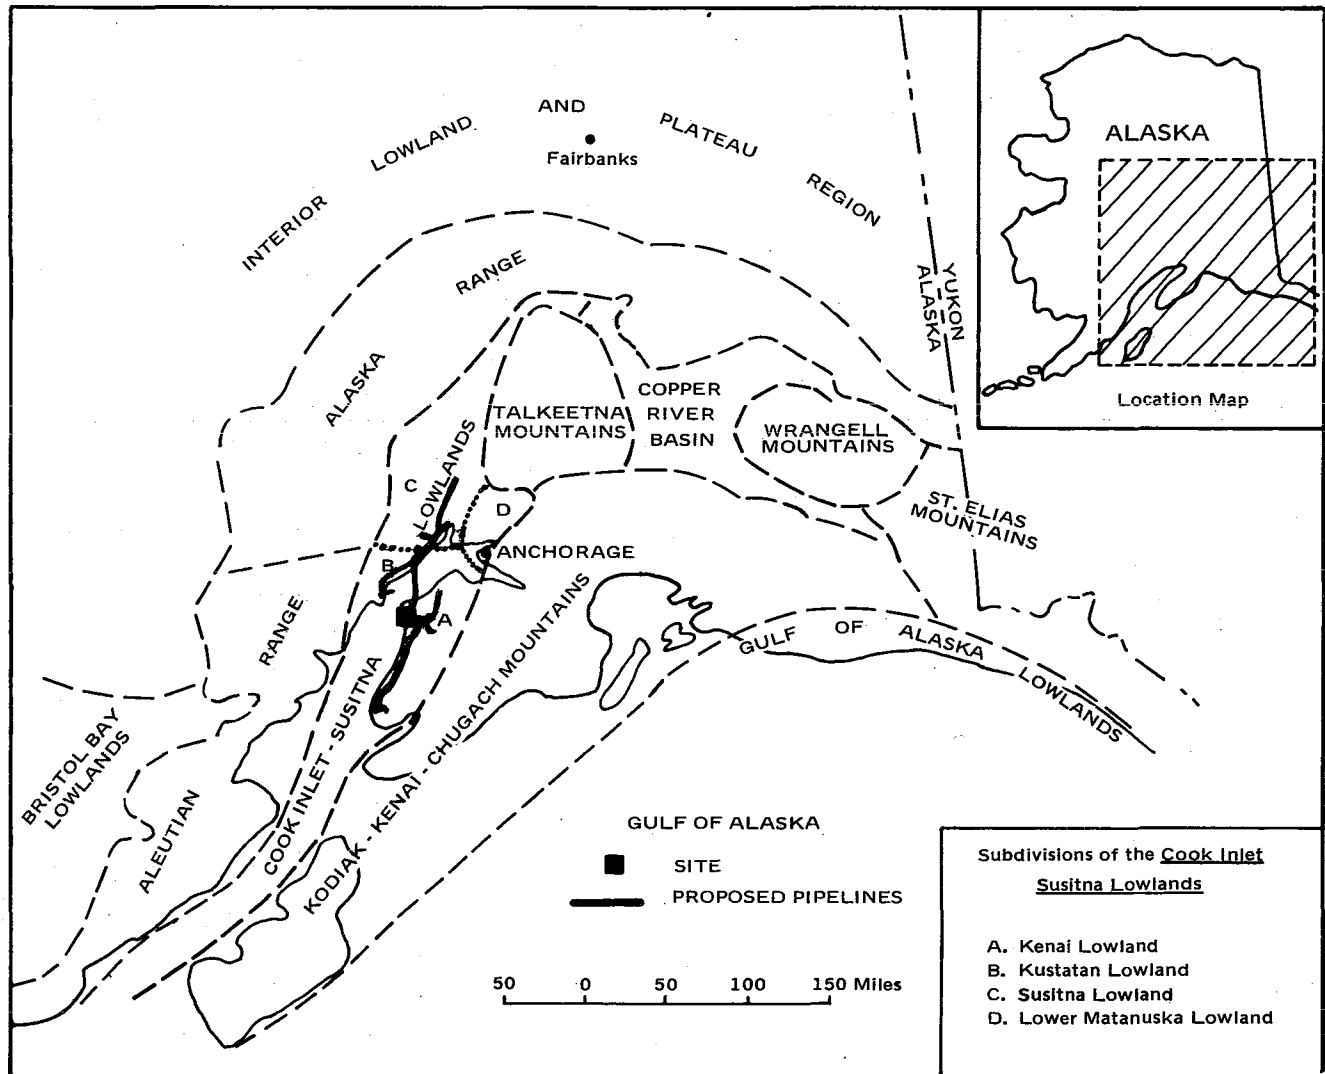 INTERIOR LOWLAND AND PLATEAU REGION
Fairbanks
ALASKA RANGE
YUKON
ALASKA
ALASKA
Location Map
TALKEETNA
MOUNTAINS
COPPER
RIVER
BASIN
WRANGELL
MOUNTAINS
ST. ELIAS
MOUNTAINS
C
D
B
A
ANCHORAGE
COOK INLET - SUSITNA LOWLANDS
ALEUTIAN RANGE
BRISTOL BAY
LOWLANDS
KODIAK - KENAI - CHUGACH MOUNTAINS
GULF OF ALASKA LOWLANDS
GULF OF ALASKA
SITE
PROPOSED PIPELINES
50 0 50 100 150 Miles
Subdivisions of the Cook Inlet
Susitna Lowlands
A. Kenai Lowland
B. Kustatan Lowland
C. Susitna Lowland
D. Lower Matanuska Lowland